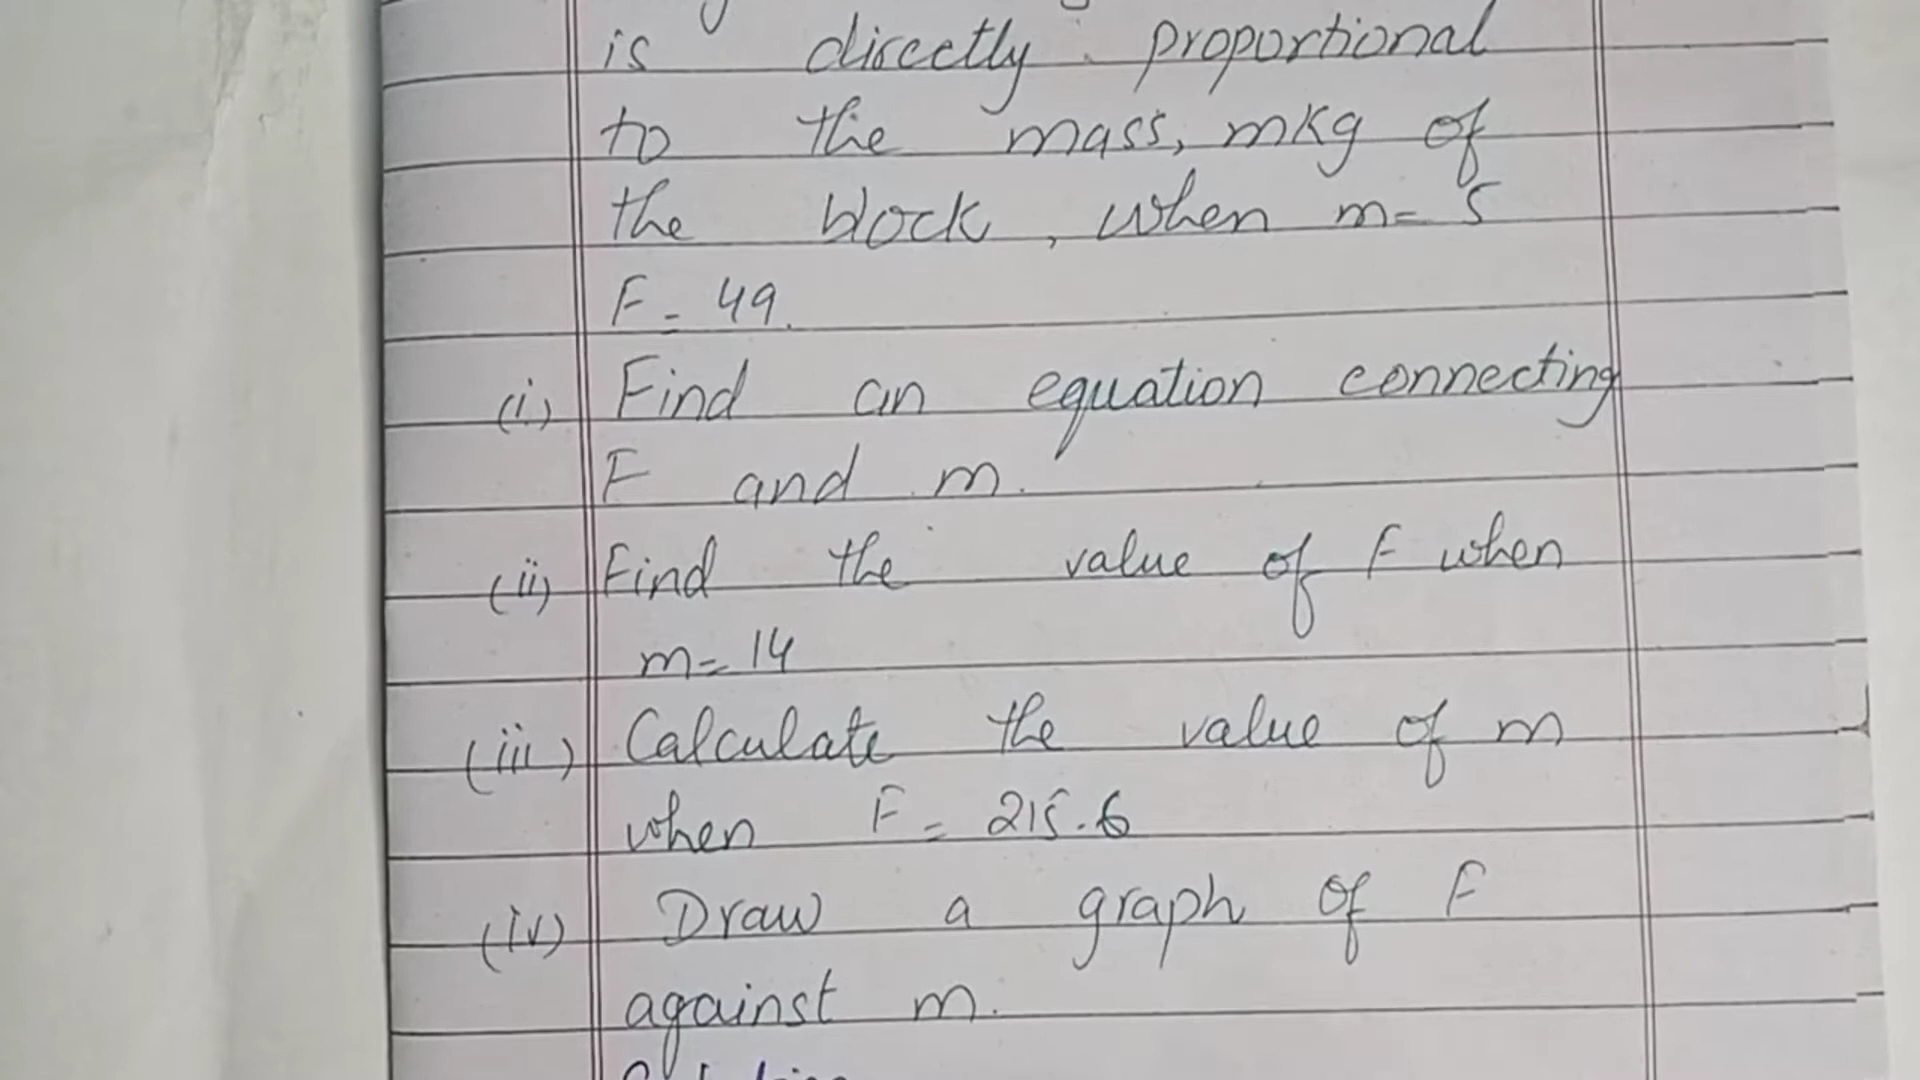 is directly proportional
to the mass, mkg of
the block, when m= 5
F= 49.
(i) Find an equation connecting
F and m.
(ii) Find the value of F when
m= 14
(iii) Calculate the value of m
when F= 215.6
(iv) Draw a graph of F
against m.